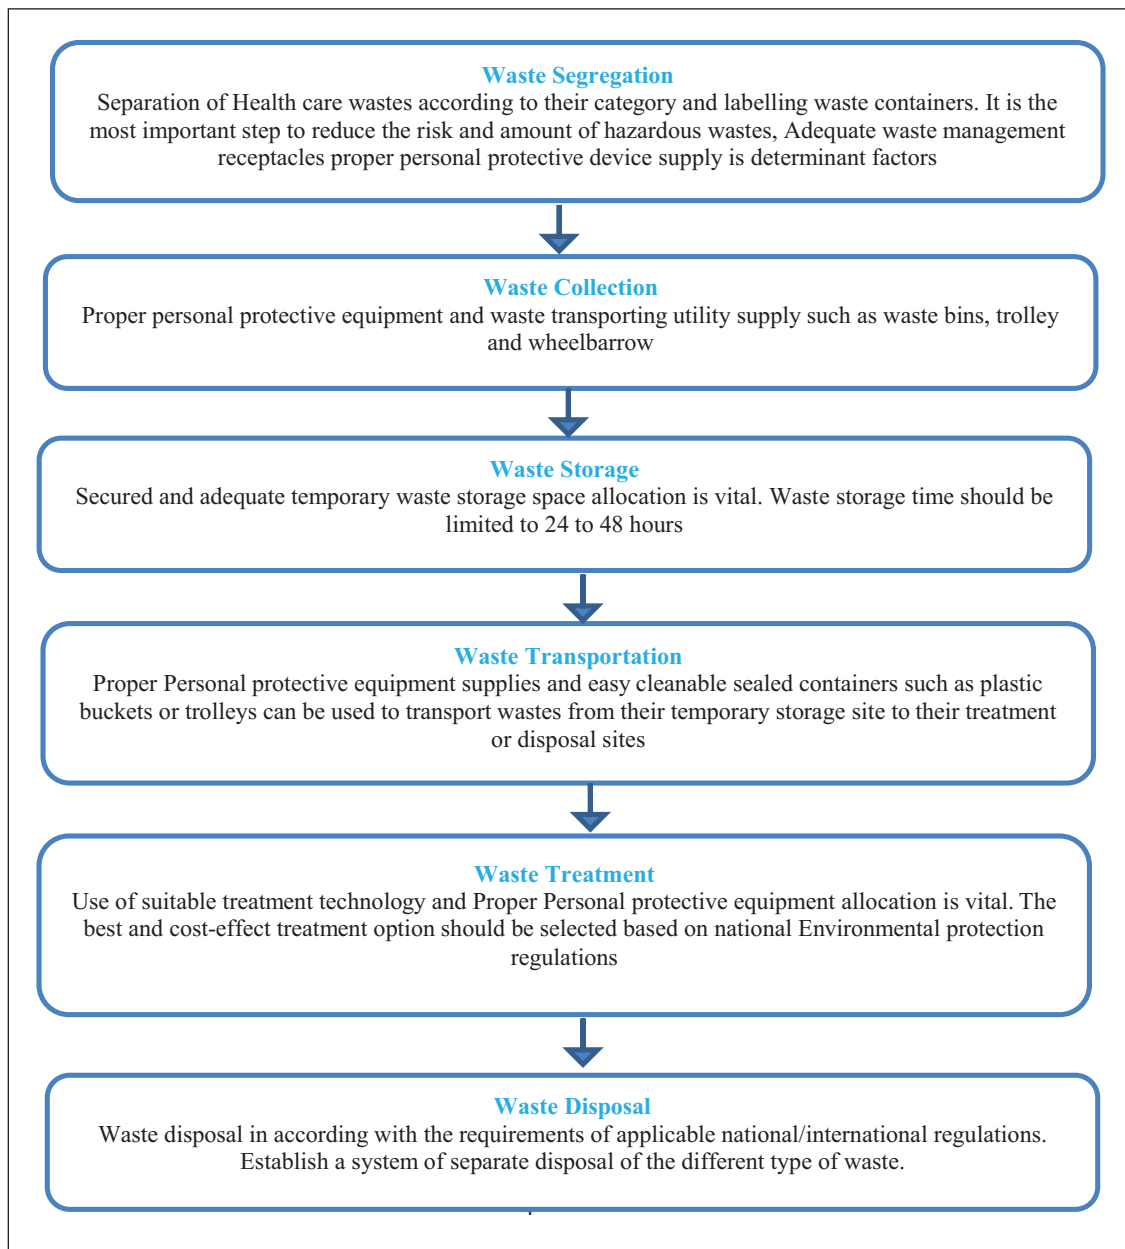 Waste Segregation
Separation of Health care wastes according to their category and labelling waste containers. It is the
most important step to reduce the risk and amount of hazardous wastes, Adequate waste management
receptacles proper personal protective device supply is determinant factors
Waste Collection
Proper personal protective equipment and waste transporting utility supply such as waste bins, trolley
and wheelbarrow
Waste Storage
Secured and adequate temporary waste storage space allocation is vital. Waste storage time should be
limited to 24 to 48 hours
Waste Transportation
Proper Personal protective equipment supplies and easy cleanable sealed containers such as plastic
buckets or trolleys can be used to transport wastes from their temporary storage site to their treatment
or disposal sites
Waste Treatment
Use of suitable treatment technology and Proper Personal protective equipment allocation is vital. The
best and cost-effect treatment option should be selected based on national Environmental protection
regulations
Waste Disposal
Waste disposal in according with the requirements of applicable national/international regulations.
Establish a system of separate disposal of the different type of waste.